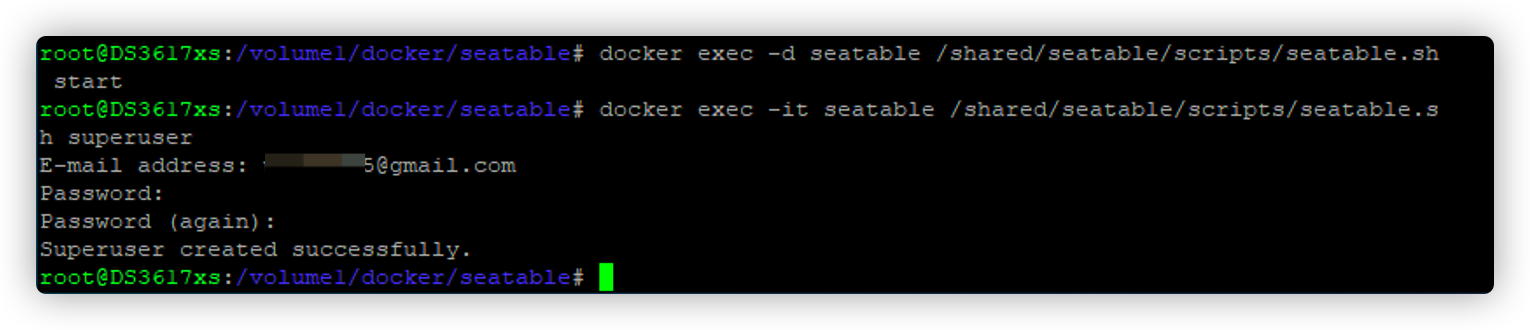 root@DS3617xs:/volume1/docker/seatable# docker exec -d seatable /shared/seatable/scripts/seatable.sh
start
root@DS3617xs:/volume1/docker/seatable# docker exec -it seatable /shared/seatable/scripts/seatable.s
h superuser
E-mail address: 5@gmail.com
Password:
Password (again):
Superuser created successfully.
root@DS3617xs:/volume1/docker/seatable#